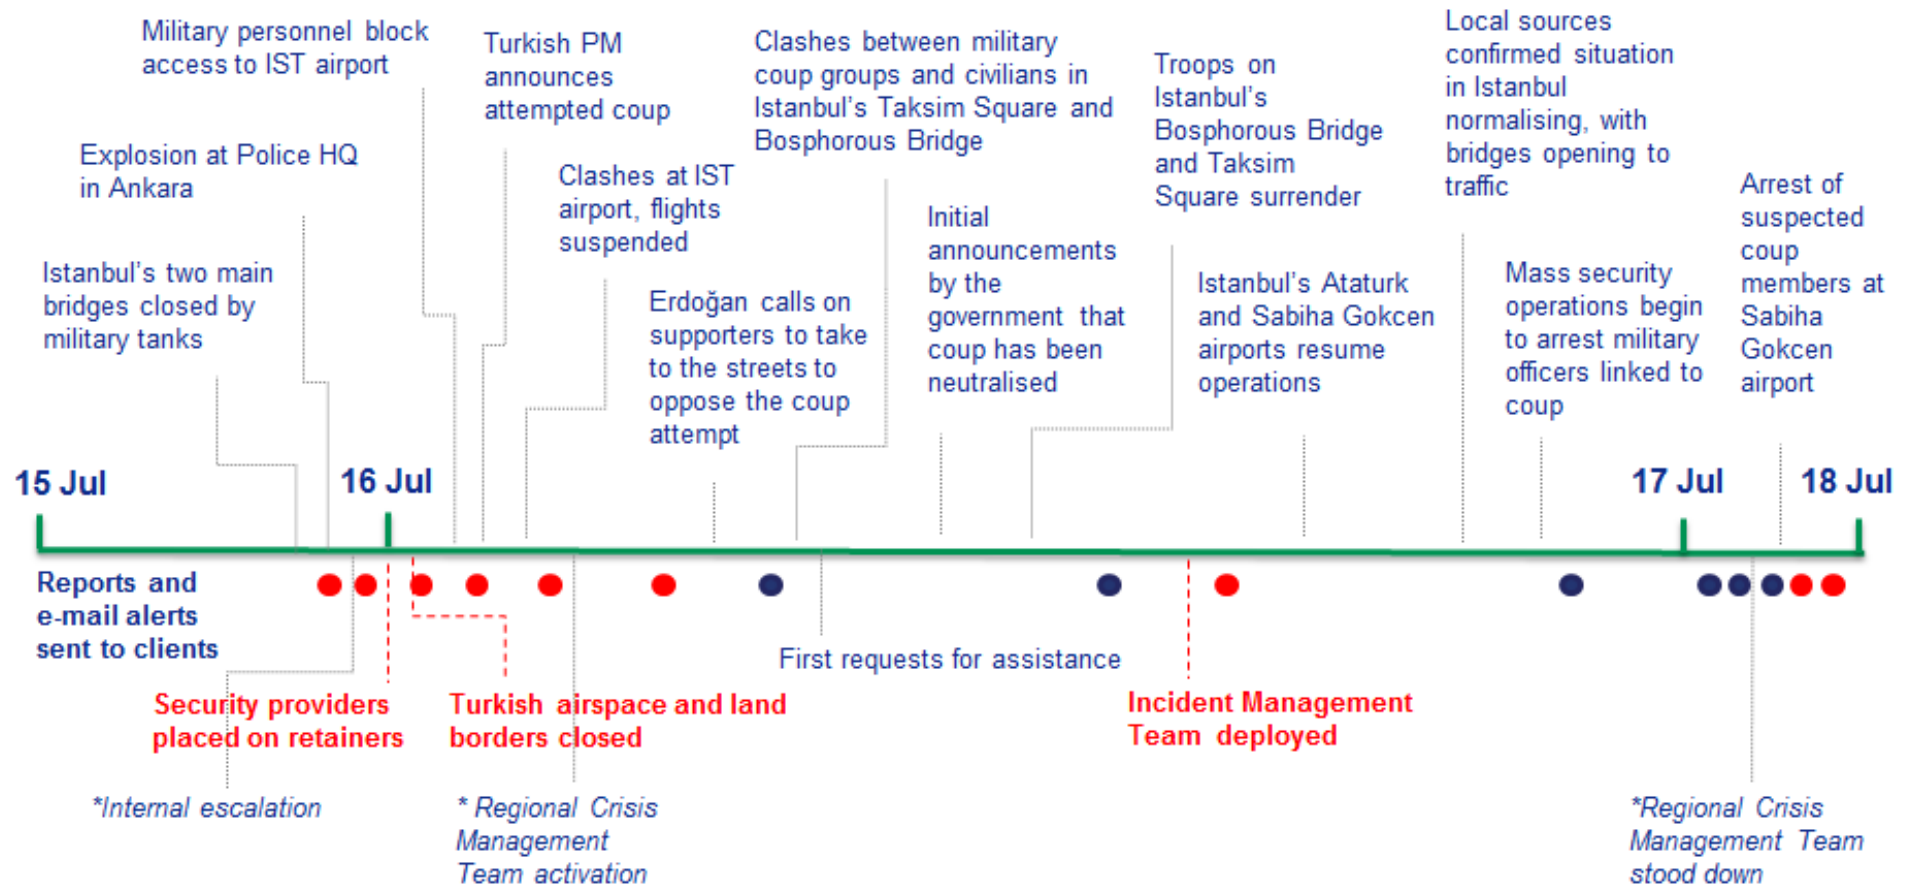 Military personnel block
access to IST airport
Turkish PM
announces
attempted coup
Clashes between military
coup groups and civilians in
Istanbul's Taksim Square and
Bosphorous Bridge
Troops on
Istanbul's
Bosphorous Bridge
and Taksim
Square surrender
Local sources
confirmed situation
in Istanbul
normalising, with
bridges opening to
traffic
Explosion at Police HQ
in Ankara
Clashes at IST
airport, flights
suspended
Initial
announcements
by the
government that
coup has been
neutralised
Arrest of
suspected
coup
members at
Sabiha
Gokcen
airport
Istanbul's two main
bridges closed by
military tanks
Erdoğan calls on
supporters to take
to the streets to
oppose the coup
attempt
Istanbul's Ataturk
and Sabiha Gokcen
airports resume
operations
Mass security
operations begin
to arrest military
officers linked to
coup
15 Jul
16 Jul
17 Jul
18 Jul
Reports and
e-mail alerts
sent to clients
First requests for assistance
Security providers
placed on retainers
Turkish airspace and land
borders closed
Incident Management
Team deployed
*Internal escalation
* Regional Crisis
Management
Team activation
*Regional Crisis
Management Team
stood down